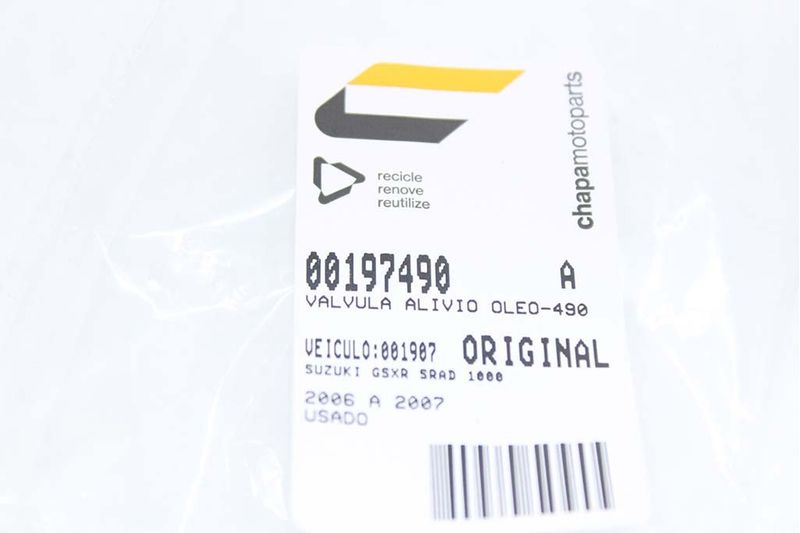 chapamotoparts
recicle
renove
reutilize
00197490 A
VALVULA ALIVIO OLEO-490
VEICULO:001907 ORIGINAL
SUZUKI GSXR SRAD 1000
2006 A 2007
USADO